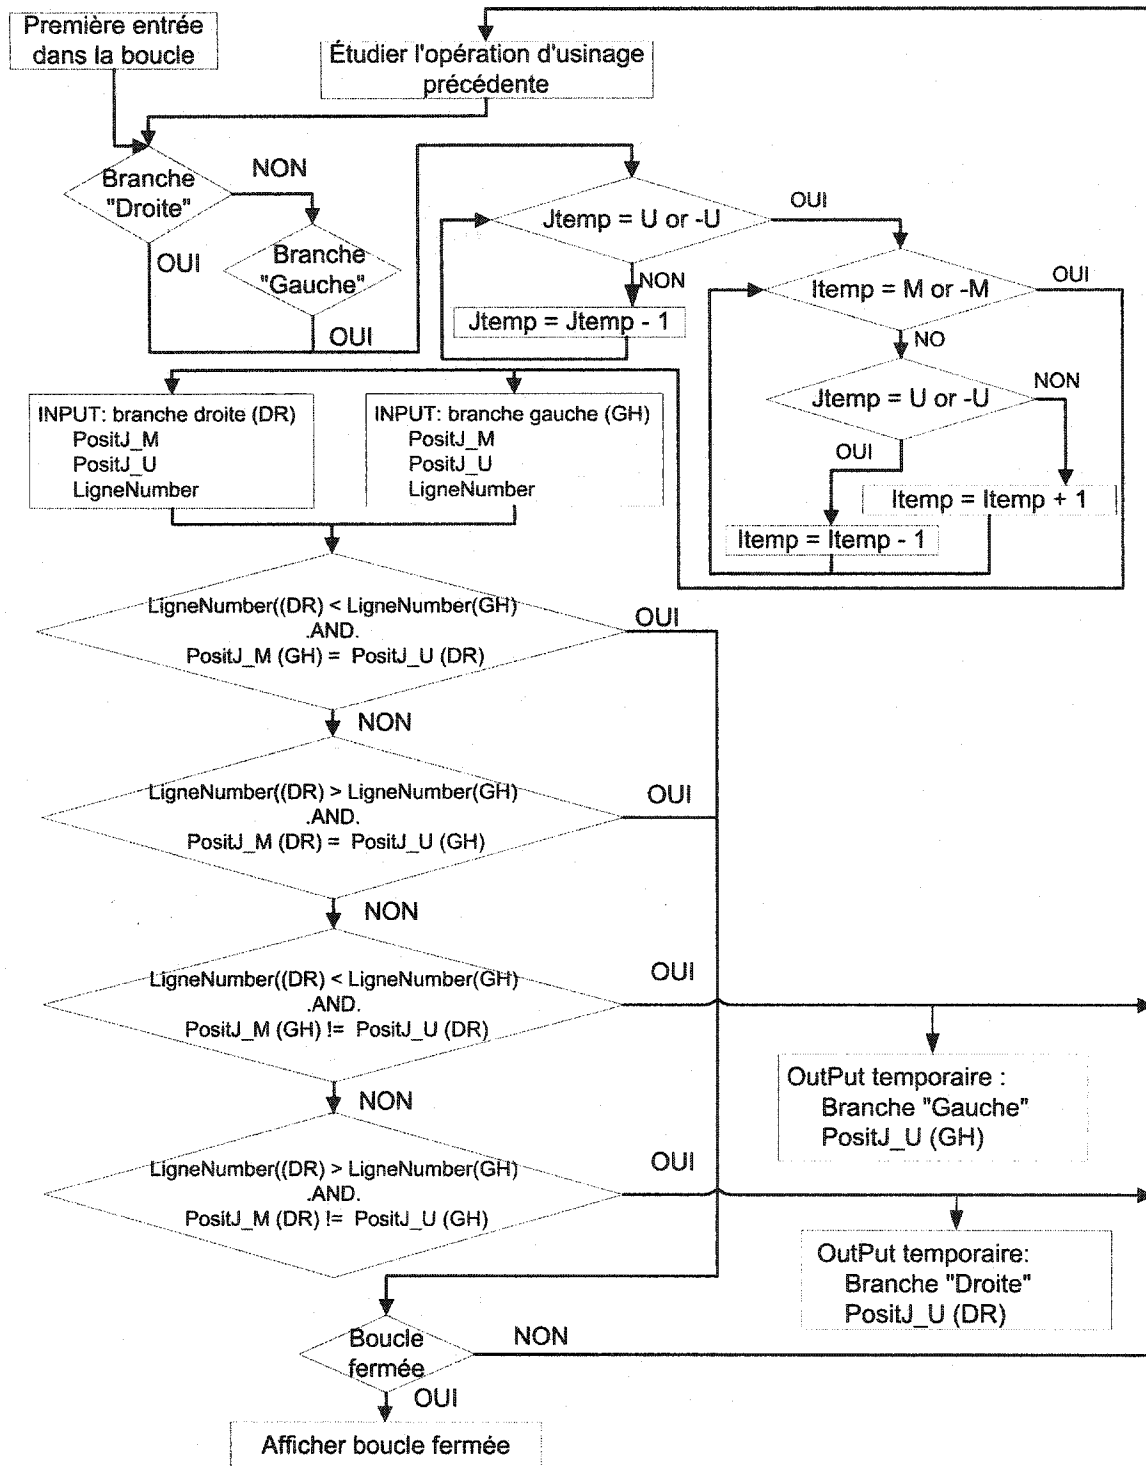 Première entrée
dans la boucle
Étudier l'opération d'usinage
précédente
Branche
"Droite"
NON
OUI
Branche
"Gauche"
OUI
Jtemp = U or -U
OUI
NON
Jtemp = Jtemp - 1
Itemp = M or -M
OUI
NO
Jtemp = U or -U
NON
OUI
Itemp = Itemp + 1
Itemp = Itemp - 1
INPUT: branche droite (DR)
PositJ_M
PositJ_U
LigneNumber
INPUT: branche gauche (GH)
PositJ_M
PositJ_U
LigneNumber
LigneNumber((DR) < LigneNumber(GH)
.AND.
PositJ_M (GH) = PositJ_U (DR)
OUI
NON
LigneNumber((DR) > LigneNumber(GH)
.AND.
PositJ_M (DR) = PositJ_U (GH)
OUI
NON
LigneNumber((DR) < LigneNumber(GH)
.AND.
PositJ_M (GH) != PositJ_U (DR)
OUI
NON
OutPut temporaire :
Branche "Gauche"
PositJ_U (GH)
LigneNumber((DR) > LigneNumber(GH)
.AND.
PositJ_M (DR) != PositJ_U (GH)
OUI
OutPut temporaire:
Branche "Droite"
PositJ_U (DR)
Boucle
fermée
NON
OUI
Afficher boucle fermée